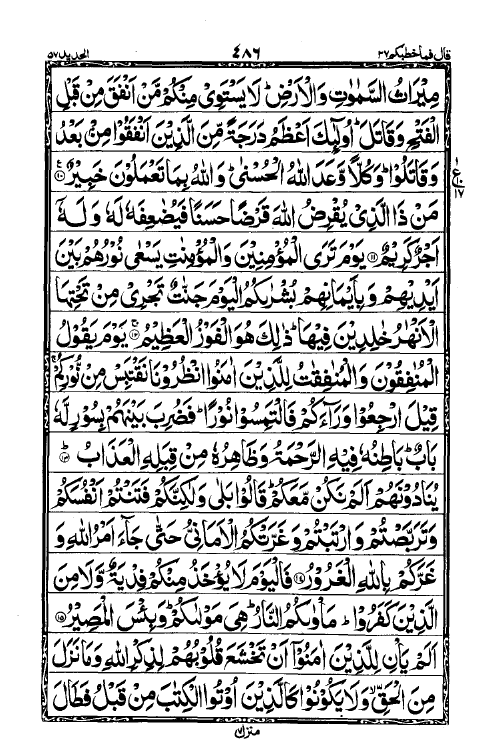 قال فماخطبكم ٢٧ ٤٨٦ الحديد ٥٧
مِيْرَاثُ السَّمٰوٰتِ وَالْاَرْضِ ؕ لَا يَسْتَوِيْ مِنْكُمْ مَّنْ اَنْفَقَ مِنْ قَبْلِ
الْفَتْحِ وَقَاتَلَ ؕ اُولٰٓئِكَ اَعْظَمُ دَرَجَةً مِّنَ الَّذِيْنَ اَنْفَقُوْا مِنْۢ بَعْدُ
وَقَاتَلُوْا ؕ وَكُلًّا وَّعَدَ اللّٰهُ الْحُسْنٰى ؕ وَاللّٰهُ بِمَا تَعْمَلُوْنَ خَبِيْرٌ ۧ ١٠
مَنْ ذَا الَّذِيْ يُقْرِضُ اللّٰهَ قَرْضًا حَسَنًا فَيُضٰعِفَهٗ لَهٗ وَلَهٗۤ
اَجْرٌ كَرِيْمٌ ۚ ١١ يَوْمَ تَرَى الْمُؤْمِنِيْنَ وَالْمُؤْمِنٰتِ يَسْعٰى نُوْرُهُمْ بَيْنَ
اَيْدِيْهِمْ وَبِاَيْمَانِهِمْ بُشْرٰىكُمُ الْيَوْمَ جَنّٰتٌ تَجْرِيْ مِنْ تَحْتِهَا
الْاَنْهٰرُ خٰلِدِيْنَ فِيْهَا ؕ ذٰلِكَ هُوَ الْفَوْزُ الْعَظِيْمُ ۚ ١٢ يَوْمَ يَقُوْلُ
الْمُنٰفِقُوْنَ وَالْمُنٰفِقٰتُ لِلَّذِيْنَ اٰمَنُوا انْظُرُوْنَا نَقْتَبِسْ مِنْ نُّوْرِكُمْ ۚ
قِيْلَ ارْجِعُوْا وَرَآءَكُمْ فَالْتَمِسُوْا نُوْرًا ؕ فَضُرِبَ بَيْنَهُمْ بِسُوْرٍ لَّهٗ
بَابٌ ؕ بَاطِنُهٗ فِيْهِ الرَّحْمَةُ وَظَاهِرُهٗ مِنْ قِبَلِهِ الْعَذَابُ ؕ ١٣
يُنَادُوْنَهُمْ اَلَمْ نَكُنْ مَّعَكُمْ ؕ قَالُوْا بَلٰى وَلٰكِنَّكُمْ فَتَنْتُمْ اَنْفُسَكُمْ
وَتَرَبَّصْتُمْ وَارْتَبْتُمْ وَغَرَّتْكُمُ الْاَمَانِيُّ حَتّٰى جَآءَ اَمْرُ اللّٰهِ وَ
غَرَّكُمْ بِاللّٰهِ الْغَرُوْرُ ١٤ فَالْيَوْمَ لَا يُؤْخَذُ مِنْكُمْ فِدْيَةٌ وَّلَا مِنَ
الَّذِيْنَ كَفَرُوْا ؕ مَاْوٰىكُمُ النَّارُ ؕ هِيَ مَوْلٰىكُمْ ؕ وَبِئْسَ الْمَصِيْرُ ١٥
اَلَمْ يَاْنِ لِلَّذِيْنَ اٰمَنُوْۤا اَنْ تَخْشَعَ قُلُوْبُهُمْ لِذِكْرِ اللّٰهِ وَمَا نَزَلَ
مِنَ الْحَقِّ ۙ وَلَا يَكُوْنُوْا كَالَّذِيْنَ اُوْتُوا الْكِتٰبَ مِنْ قَبْلُ فَطَالَ
منزل ٧